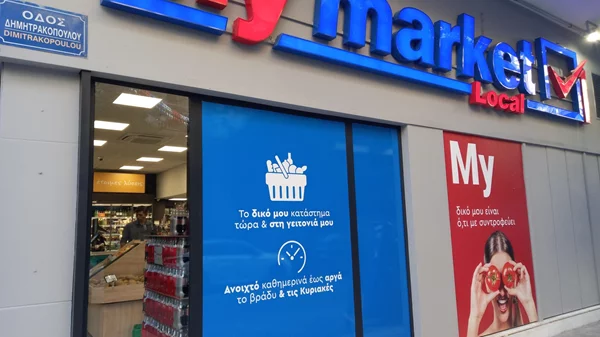 ΟΔΟΣ
ΔΗΜΗΤΡΑΚΟΠΟΥΛΟΥ
DIMITRAKOPOULOU
my market
Local
Το δικό μου κατάστημα
τώρα & στη γειτονιά μου
Ανοιχτό καθημερινά έως αργά
το βράδυ & τις Κυριακές
My
δικό μου είναι
ό,τι με συντροφεύει